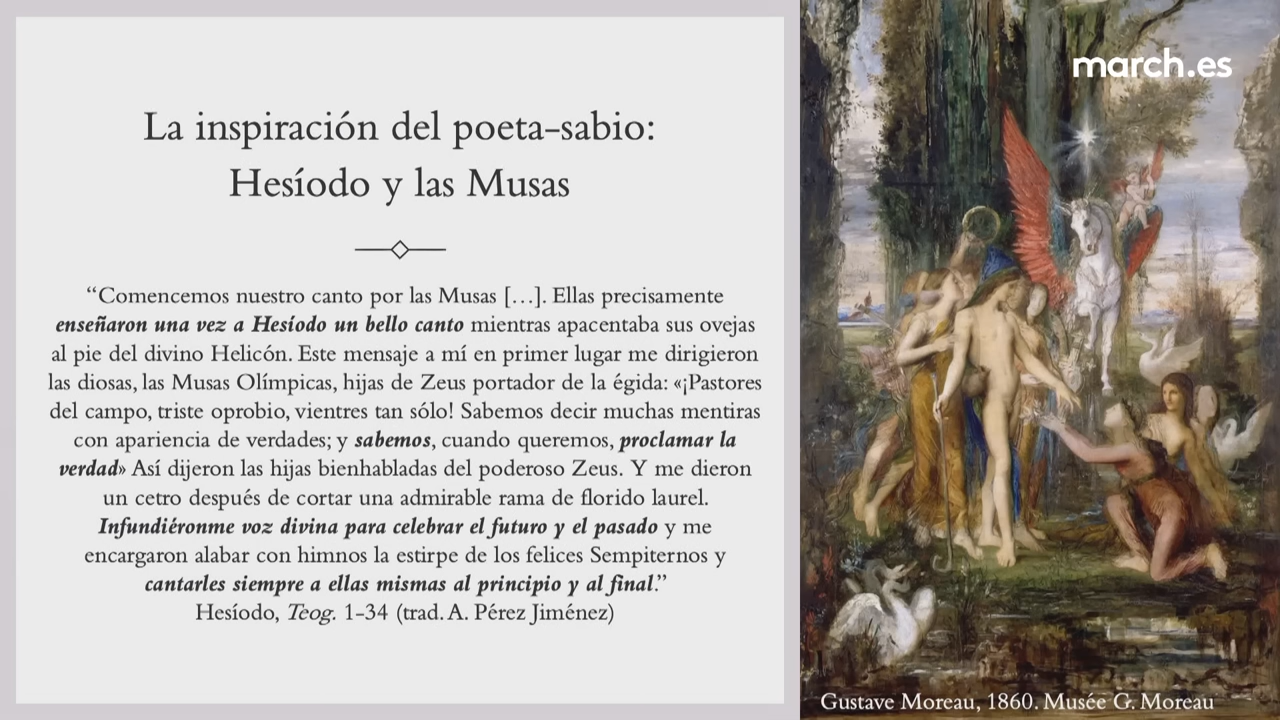 La inspiración del poeta-sabio:
Hesíodo y las Musas
“Comencemos nuestro canto por las Musas […]. Ellas precisamente
enseñaron una vez a Hesíodo un bello canto mientras apacentaba sus ovejas
al pie del divino Helicón. Este mensaje a mí en primer lugar me dirigieron
las diosas, las Musas Olímpicas, hijas de Zeus portador de la égida: «¡Pastores
del campo, triste oprobio, vientres tan sólo! Sabemos decir muchas mentiras
con apariencia de verdades; y sabemos, cuando queremos, proclamar la
verdad» Así dijeron las hijas bienhabladas del poderoso Zeus. Y me dieron
un cetro después de cortar una admirable rama de florido laurel.
Infundiéronme voz divina para celebrar el futuro y el pasado y me
encargaron alabar con himnos la estirpe de los felices Sempiternos y
cantarles siempre a ellas mismas al principio y al final.”
Hesíodo, Teog. 1-34 (trad. A. Pérez Jiménez)
march.es
Gustave Moreau, 1860. Musée G. Moreau